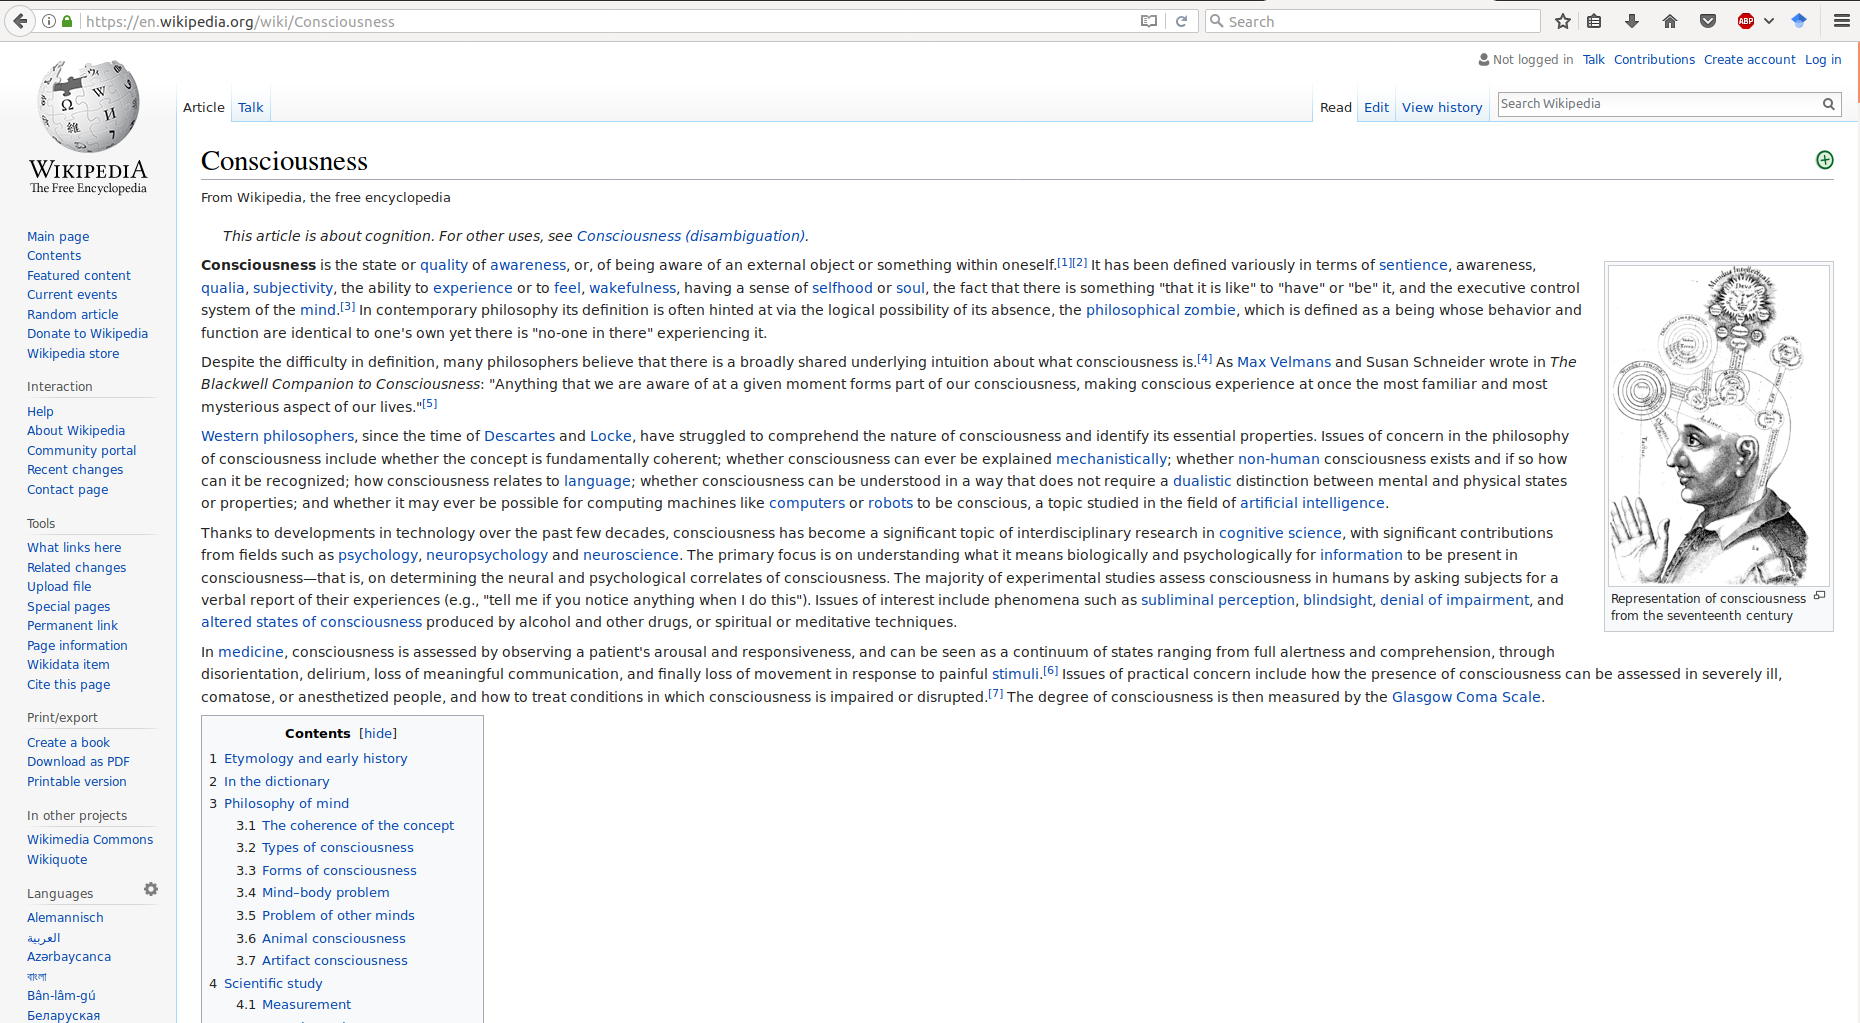 https://en.wikipedia.org/wiki/Consciousness
Search
ABP
Not logged in Talk Contributions Create account Log in
Article Talk
Read Edit View history
Search Wikipedia
WIKIPEDIA
The Free Encyclopedia
Main page
Contents
Featured content
Current events
Random article
Donate to Wikipedia
Wikipedia store
Interaction
Help
About Wikipedia
Community portal
Recent changes
Contact page
Tools
What links here
Related changes
Upload file
Special pages
Permanent link
Page information
Wikidata item
Cite this page
Print/export
Create a book
Download as PDF
Printable version
In other projects
Wikimedia Commons
Wikiquote
Languages
Alemannisch
العربية
Azərbaycanca
বাংলা
Bân-lâm-gú
Беларуская
Consciousness
From Wikipedia, the free encyclopedia
This article is about cognition. For other uses, see Consciousness (disambiguation).
Consciousness is the state or quality of awareness, or, of being aware of an external object or something within oneself.[1][2] It has been defined variously in terms of sentience, awareness,
qualia, subjectivity, the ability to experience or to feel, wakefulness, having a sense of selfhood or soul, the fact that there is something "that it is like" to "have" or "be" it, and the executive control
system of the mind.[3] In contemporary philosophy its definition is often hinted at via the logical possibility of its absence, the philosophical zombie, which is defined as a being whose behavior and
function are identical to one's own yet there is "no-one in there" experiencing it.
Despite the difficulty in definition, many philosophers believe that there is a broadly shared underlying intuition about what consciousness is.[4] As Max Velmans and Susan Schneider wrote in The
Blackwell Companion to Consciousness: "Anything that we are aware of at a given moment forms part of our consciousness, making conscious experience at once the most familiar and most
mysterious aspect of our lives."[5]
Western philosophers, since the time of Descartes and Locke, have struggled to comprehend the nature of consciousness and identify its essential properties. Issues of concern in the philosophy
of consciousness include whether the concept is fundamentally coherent; whether consciousness can ever be explained mechanistically; whether non-human consciousness exists and if so how
can it be recognized; how consciousness relates to language; whether consciousness can be understood in a way that does not require a dualistic distinction between mental and physical states
or properties; and whether it may ever be possible for computing machines like computers or robots to be conscious, a topic studied in the field of artificial intelligence.
Thanks to developments in technology over the past few decades, consciousness has become a significant topic of interdisciplinary research in cognitive science, with significant contributions
from fields such as psychology, neuropsychology and neuroscience. The primary focus is on understanding what it means biologically and psychologically for information to be present in
consciousness—that is, on determining the neural and psychological correlates of consciousness. The majority of experimental studies assess consciousness in humans by asking subjects for a
verbal report of their experiences (e.g., "tell me if you notice anything when I do this"). Issues of interest include phenomena such as subliminal perception, blindsight, denial of impairment, and
altered states of consciousness produced by alcohol and other drugs, or spiritual or meditative techniques.
In medicine, consciousness is assessed by observing a patient's arousal and responsiveness, and can be seen as a continuum of states ranging from full alertness and comprehension, through
disorientation, delirium, loss of meaningful communication, and finally loss of movement in response to painful stimuli.[6] Issues of practical concern include how the presence of consciousness can be assessed in severely ill,
comatose, or anesthetized people, and how to treat conditions in which consciousness is impaired or disrupted.[7] The degree of consciousness is then measured by the Glasgow Coma Scale.
Representation of consciousness
from the seventeenth century
Contents [hide]
1 Etymology and early history
2 In the dictionary
3 Philosophy of mind
3.1 The coherence of the concept
3.2 Types of consciousness
3.3 Forms of consciousness
3.4 Mind–body problem
3.5 Problem of other minds
3.6 Animal consciousness
3.7 Artifact consciousness
4 Scientific study
4.1 Measurement